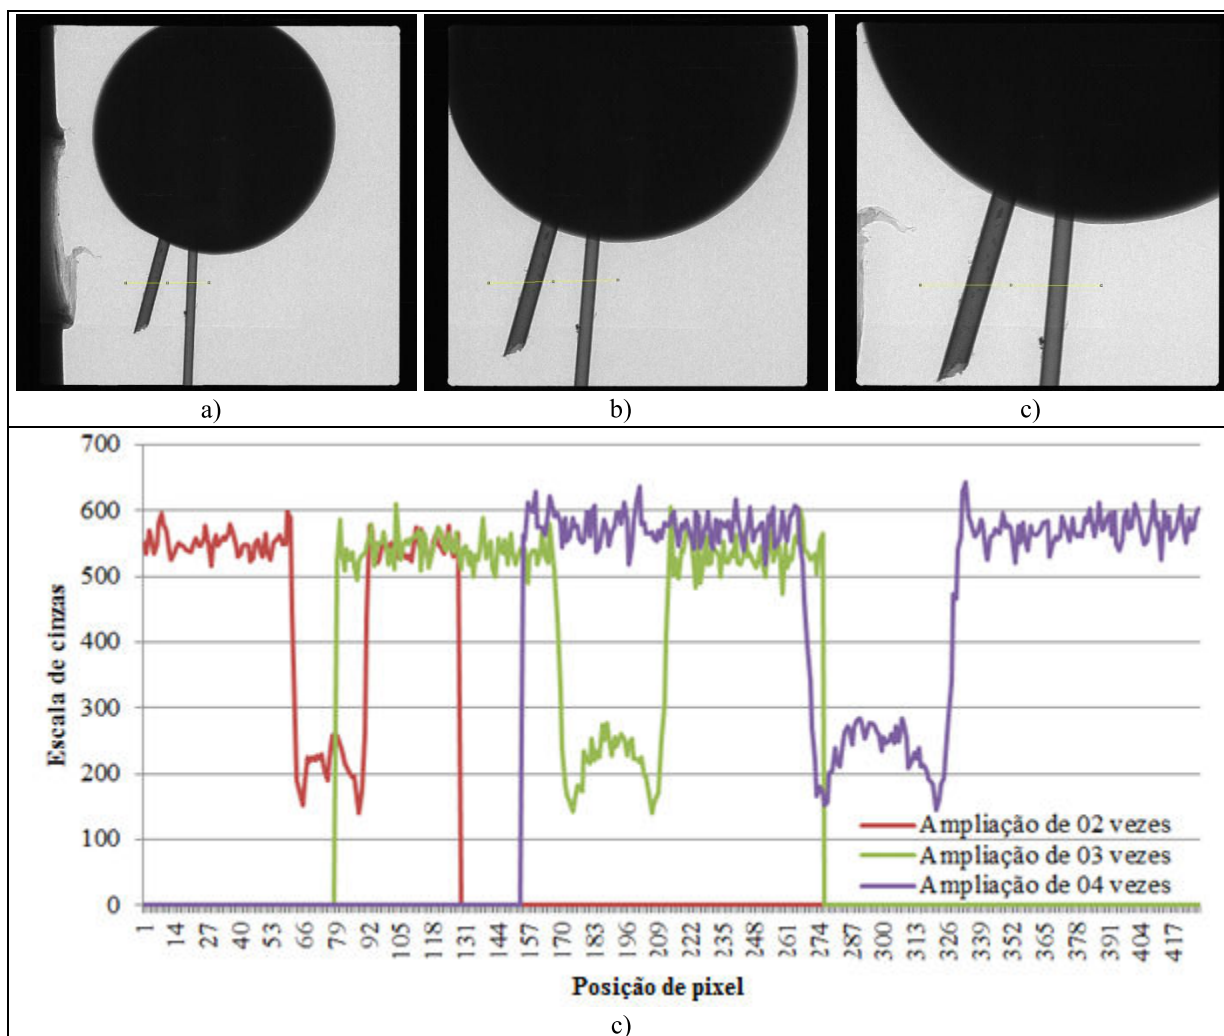 a) b) c)
700
600
500
400
300
200
100
0
Escala de cinzas
Ampliação de 02 vezes
Ampliação de 03 vezes
Ampliação de 04 vezes
1 14 27 40 53 66 79 92 105 118 131 144 157 170 183 196 209 222 235 248 261 274 287 300 313 326 339 352 365 378 391 404 417
Posição de pixel
c)